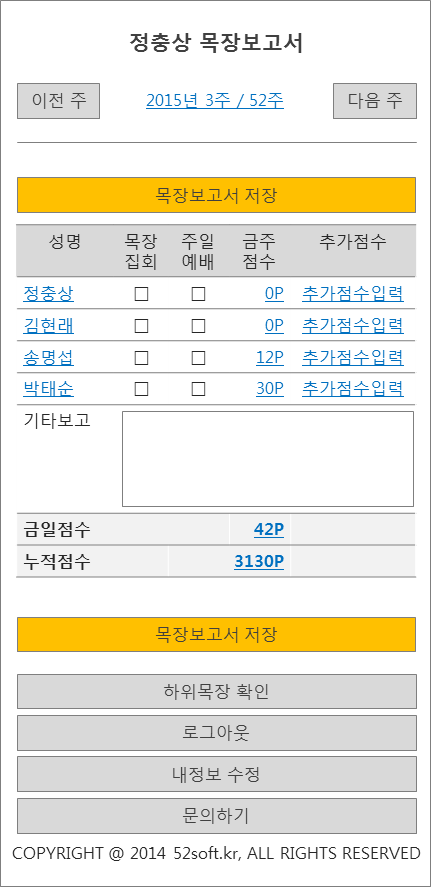 정충상 목장보고서
이전 주 2015년 3주 / 52주 다음 주
목장보고서 저장
성명 목장 집회 주일 예배 금주 점수 추가점수
정충상 □ □ 0P 추가점수입력
김현래 □ □ 0P 추가점수입력
송명섭 □ □ 12P 추가점수입력
박태순 □ □ 30P 추가점수입력
기타보고
금일점수 42P
누적점수 3130P
목장보고서 저장
하위목장 확인
로그아웃
내정보 수정
문의하기
COPYRIGHT @ 2014 52soft.kr, ALL RIGHTS RESERVED